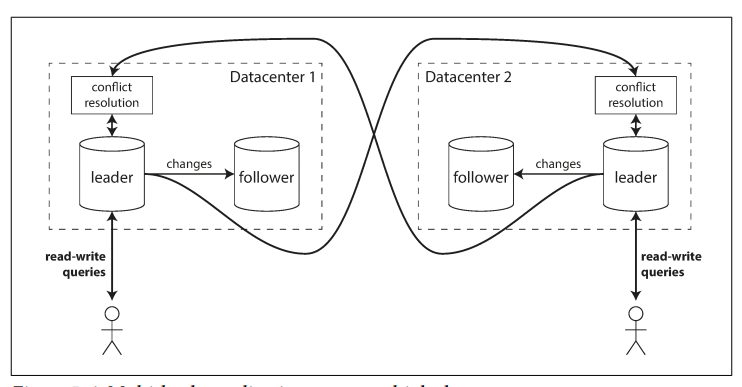 Datacenter 1
conflict
resolution
leader
changes
follower
read-write
queries
Datacenter 2
conflict
resolution
follower
changes
leader
read-write
queries